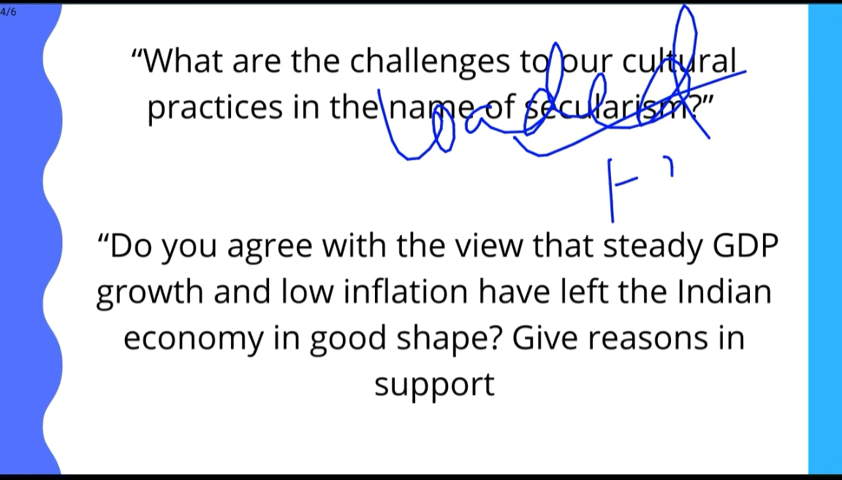 4/6
“What are the challenges to our cultural
practices in the name of secularism?”
loaded
“Do you agree with the view that steady GDP
growth and low inflation have left the Indian
economy in good shape? Give reasons in
support